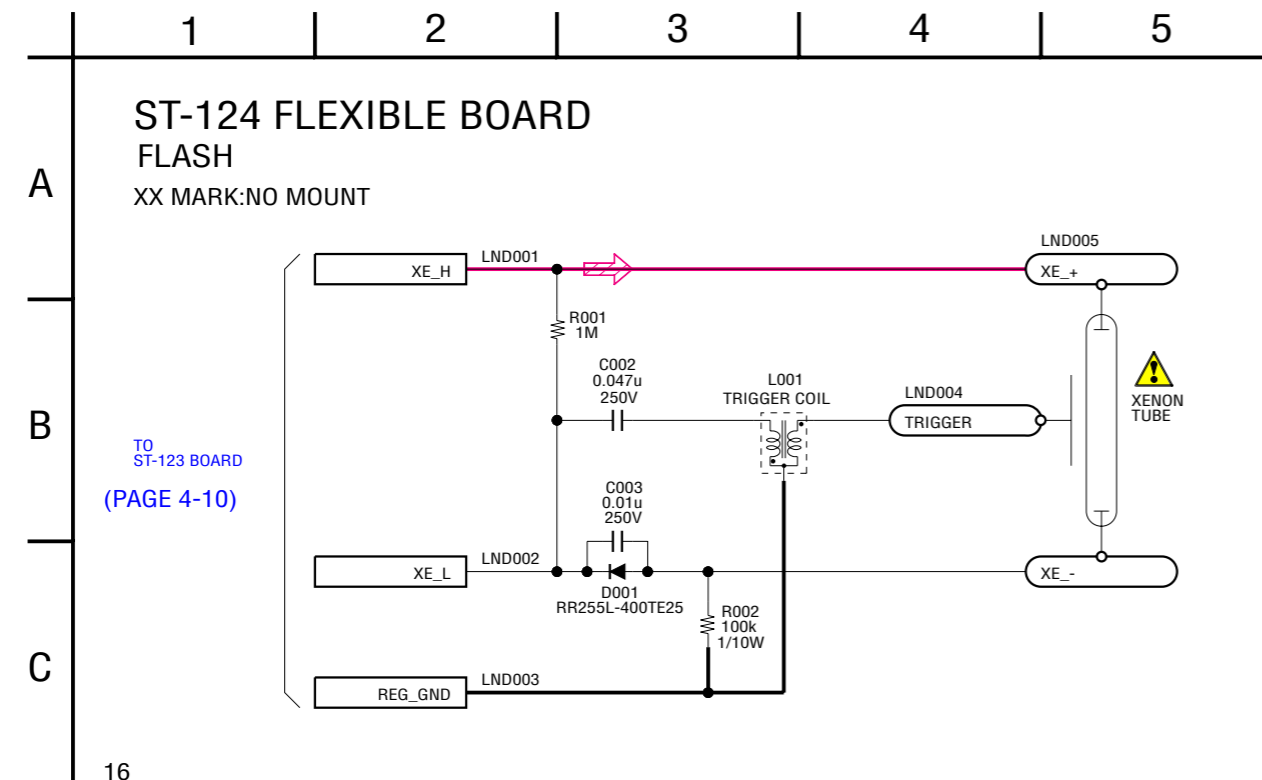 1 2 3 4 5
ST-124 FLEXIBLE BOARD
FLASH
A
XX MARK:NO MOUNT
LND005
LND001
XE_H
XE_+
R001
1M
C002
0.047u
250V
L001
TRIGGER COIL
LND004
XENON
TUBE
B
TRIGGER
TO
ST-123 BOARD
(PAGE 4-10)
C003
0.01u
250V
LND002
XE_L
XE_-
D001
RR255L-400TE25
R002
100k
1/10W
C
LND003
REG_GND
16